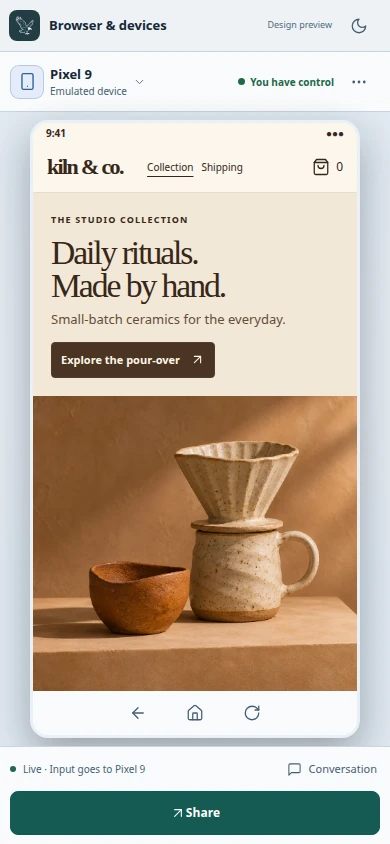 Browser & devices
Design preview
Pixel 9
Emulated device
You have control
9:41
kiln & co.
Collection
Shipping
0
THE STUDIO COLLECTION
Daily rituals.
Made by hand.
Small-batch ceramics for the everyday.
Explore the pour-over
Live · Input goes to Pixel 9
Conversation
Share